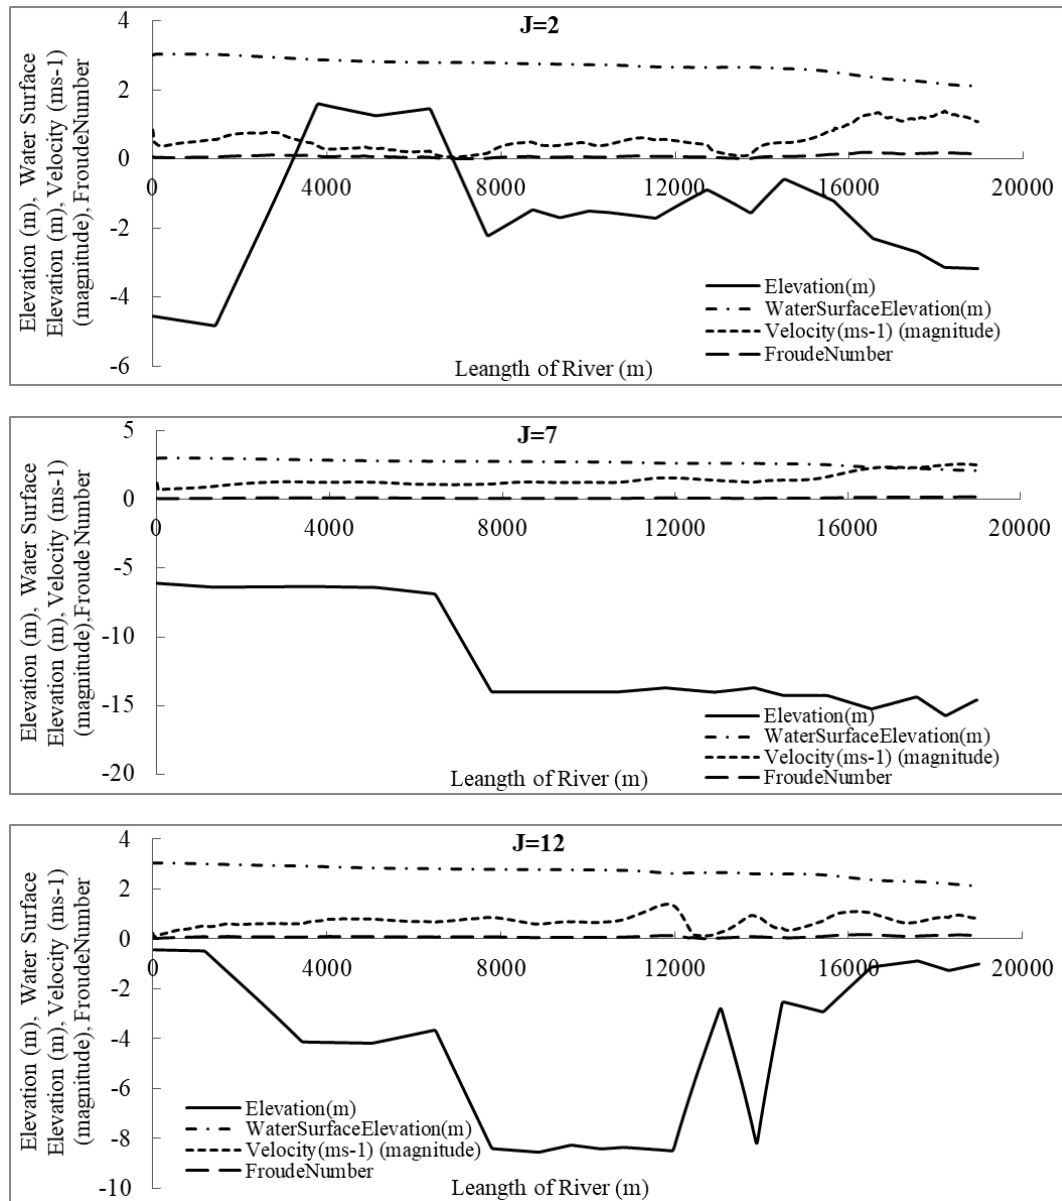 J=2
Elevation (m), Water Surface
Elevation (m), Velocity (ms-1)
(magnitude), FroudeNumber
4
2
0
-2
-4
-6
0
4000
8000
12000
16000
20000
Elevation(m)
WaterSurfaceElevation(m)
Velocity(ms-1) (magnitude)
FroudeNumber
Leangth of River (m)
J=7
Elevation (m), Water Surface
Elevation (m), Velocity (ms-1)
(magnitude),FroudeNumber
5
0
-5
-10
-15
-20
0
4000
8000
12000
16000
20000
Elevation(m)
WaterSurfaceElevation(m)
Velocity(ms-1) (magnitude)
FroudeNumber
Leangth of River (m)
J=12
Elevation (m), Water Surface
Elevation (m), Velocity (ms-1)
(magnitude), FroudeNumber
4
2
0
-2
-4
-6
-8
-10
0
4000
8000
12000
16000
20000
Elevation(m)
WaterSurfaceElevation(m)
Velocity(ms-1) (magnitude)
FroudeNumber
Leangth of River (m)